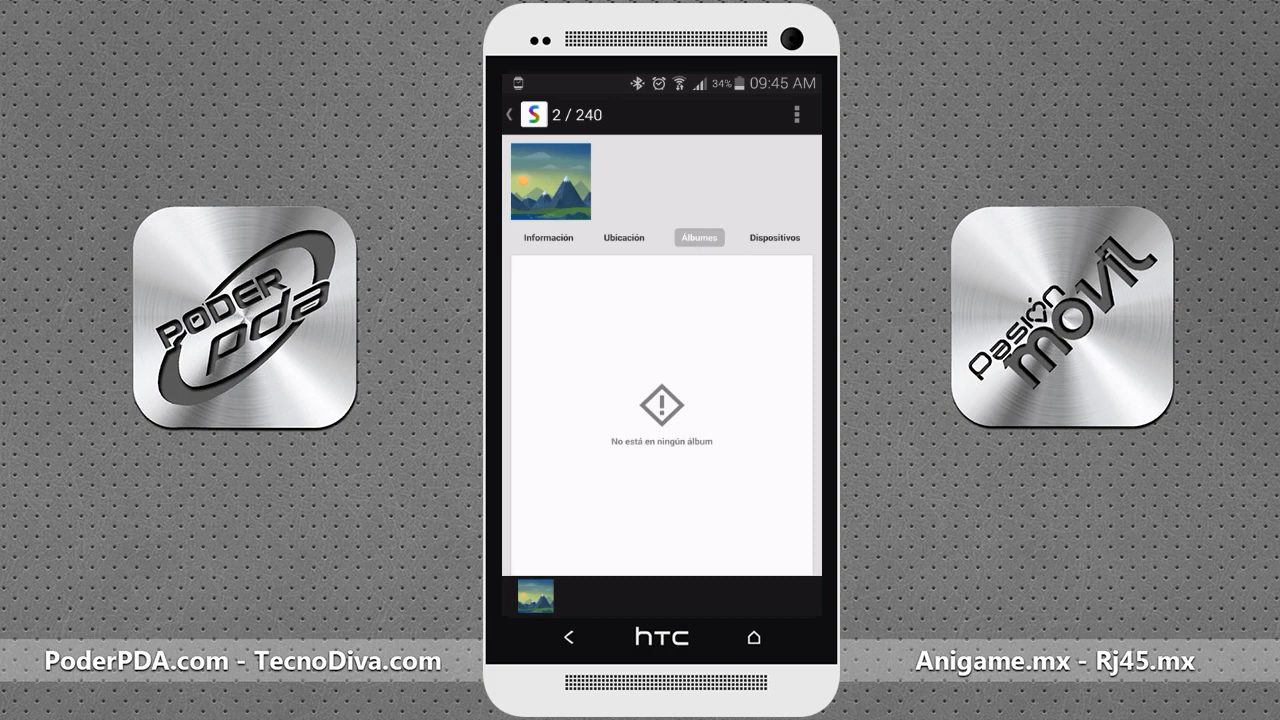 34% 09:45 AM
S 2 / 240
Información Ubicación Álbumes Dispositivos
No está en ningún álbum
hTC
PODER
pda
Pasión
movil
PoderPDA.com - TecnoDiva.com
Anigame.mx - Rj45.mx